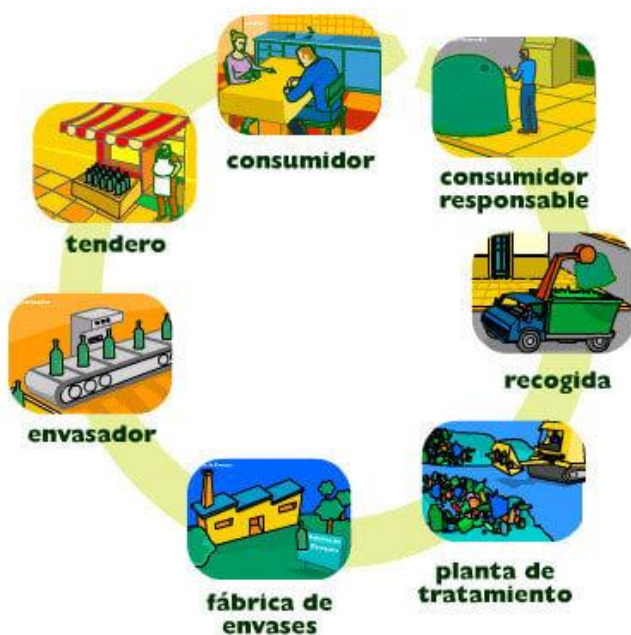 consumidor
consumidor
responsable
recogida
planta de
tratamiento
fábrica de
envases
envasador
tendero